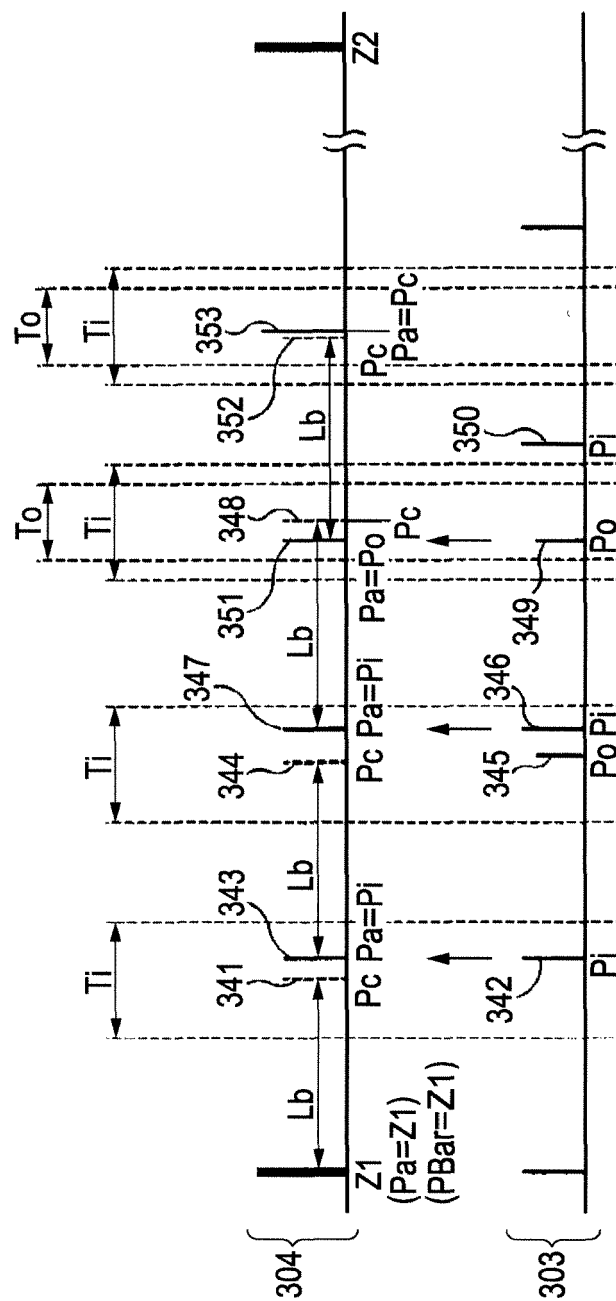 To
To
Ti
Ti
Ti
Ti
341
343
344
347
351
348
352
353
Lb
Lb
Lb
Lb
304
Z1
(Pa=Z1)
(PBar=Z1)
Pc
Pa=Pi
Pc
Pa=Pi
Pa=Po
Pc
Pc
Pa=Pc
Z2
303
342
345
346
349
350
Pi
Po
Pi
Po
Pi